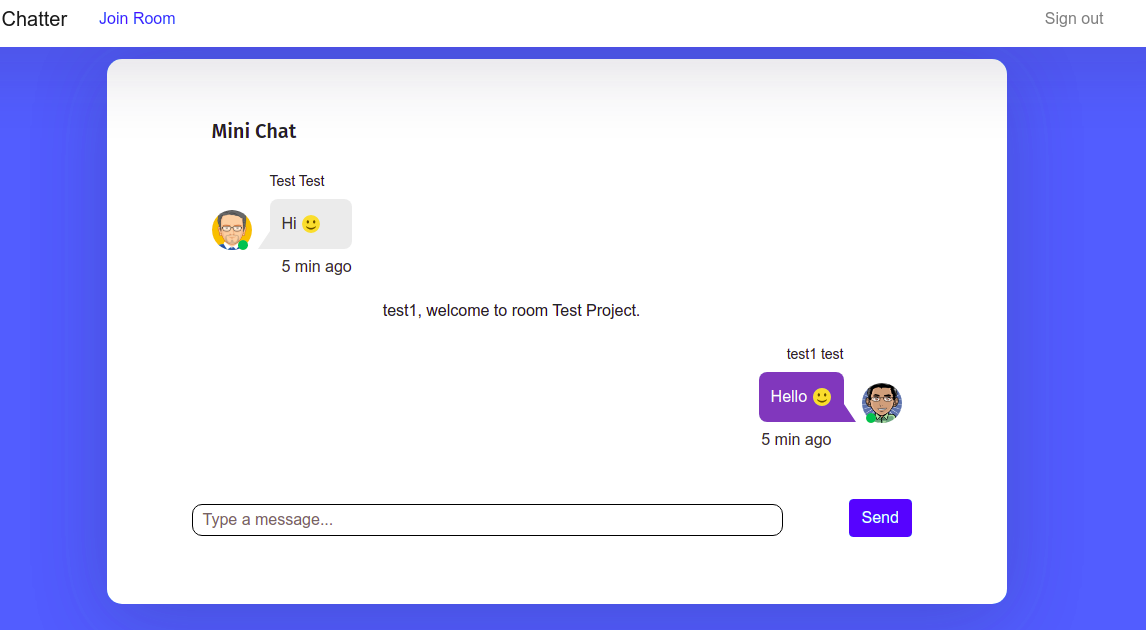 Chatter Join Room Sign out
Mini Chat
Test Test
Hi 🙂
5 min ago
test1, welcome to room Test Project.
test1 test
Hello 🙂
5 min ago
Type a message... Send